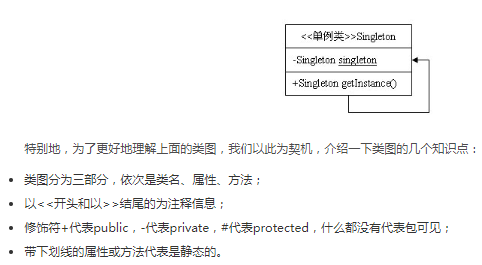 <<单例类>>Singleton
-Singleton singleton
+Singleton getInstance()
特别地，为了更好地理解上面的类图，我们以此为契机，介绍一下类图的几个知识点：
类图分为三部分，依次是类名、属性、方法；
以<<开头和以>>结尾的为注释信息；
修饰符+代表public，-代表private，#代表protected，什么都没有代表包可见；
带下划线的属性或方法代表是静态的。